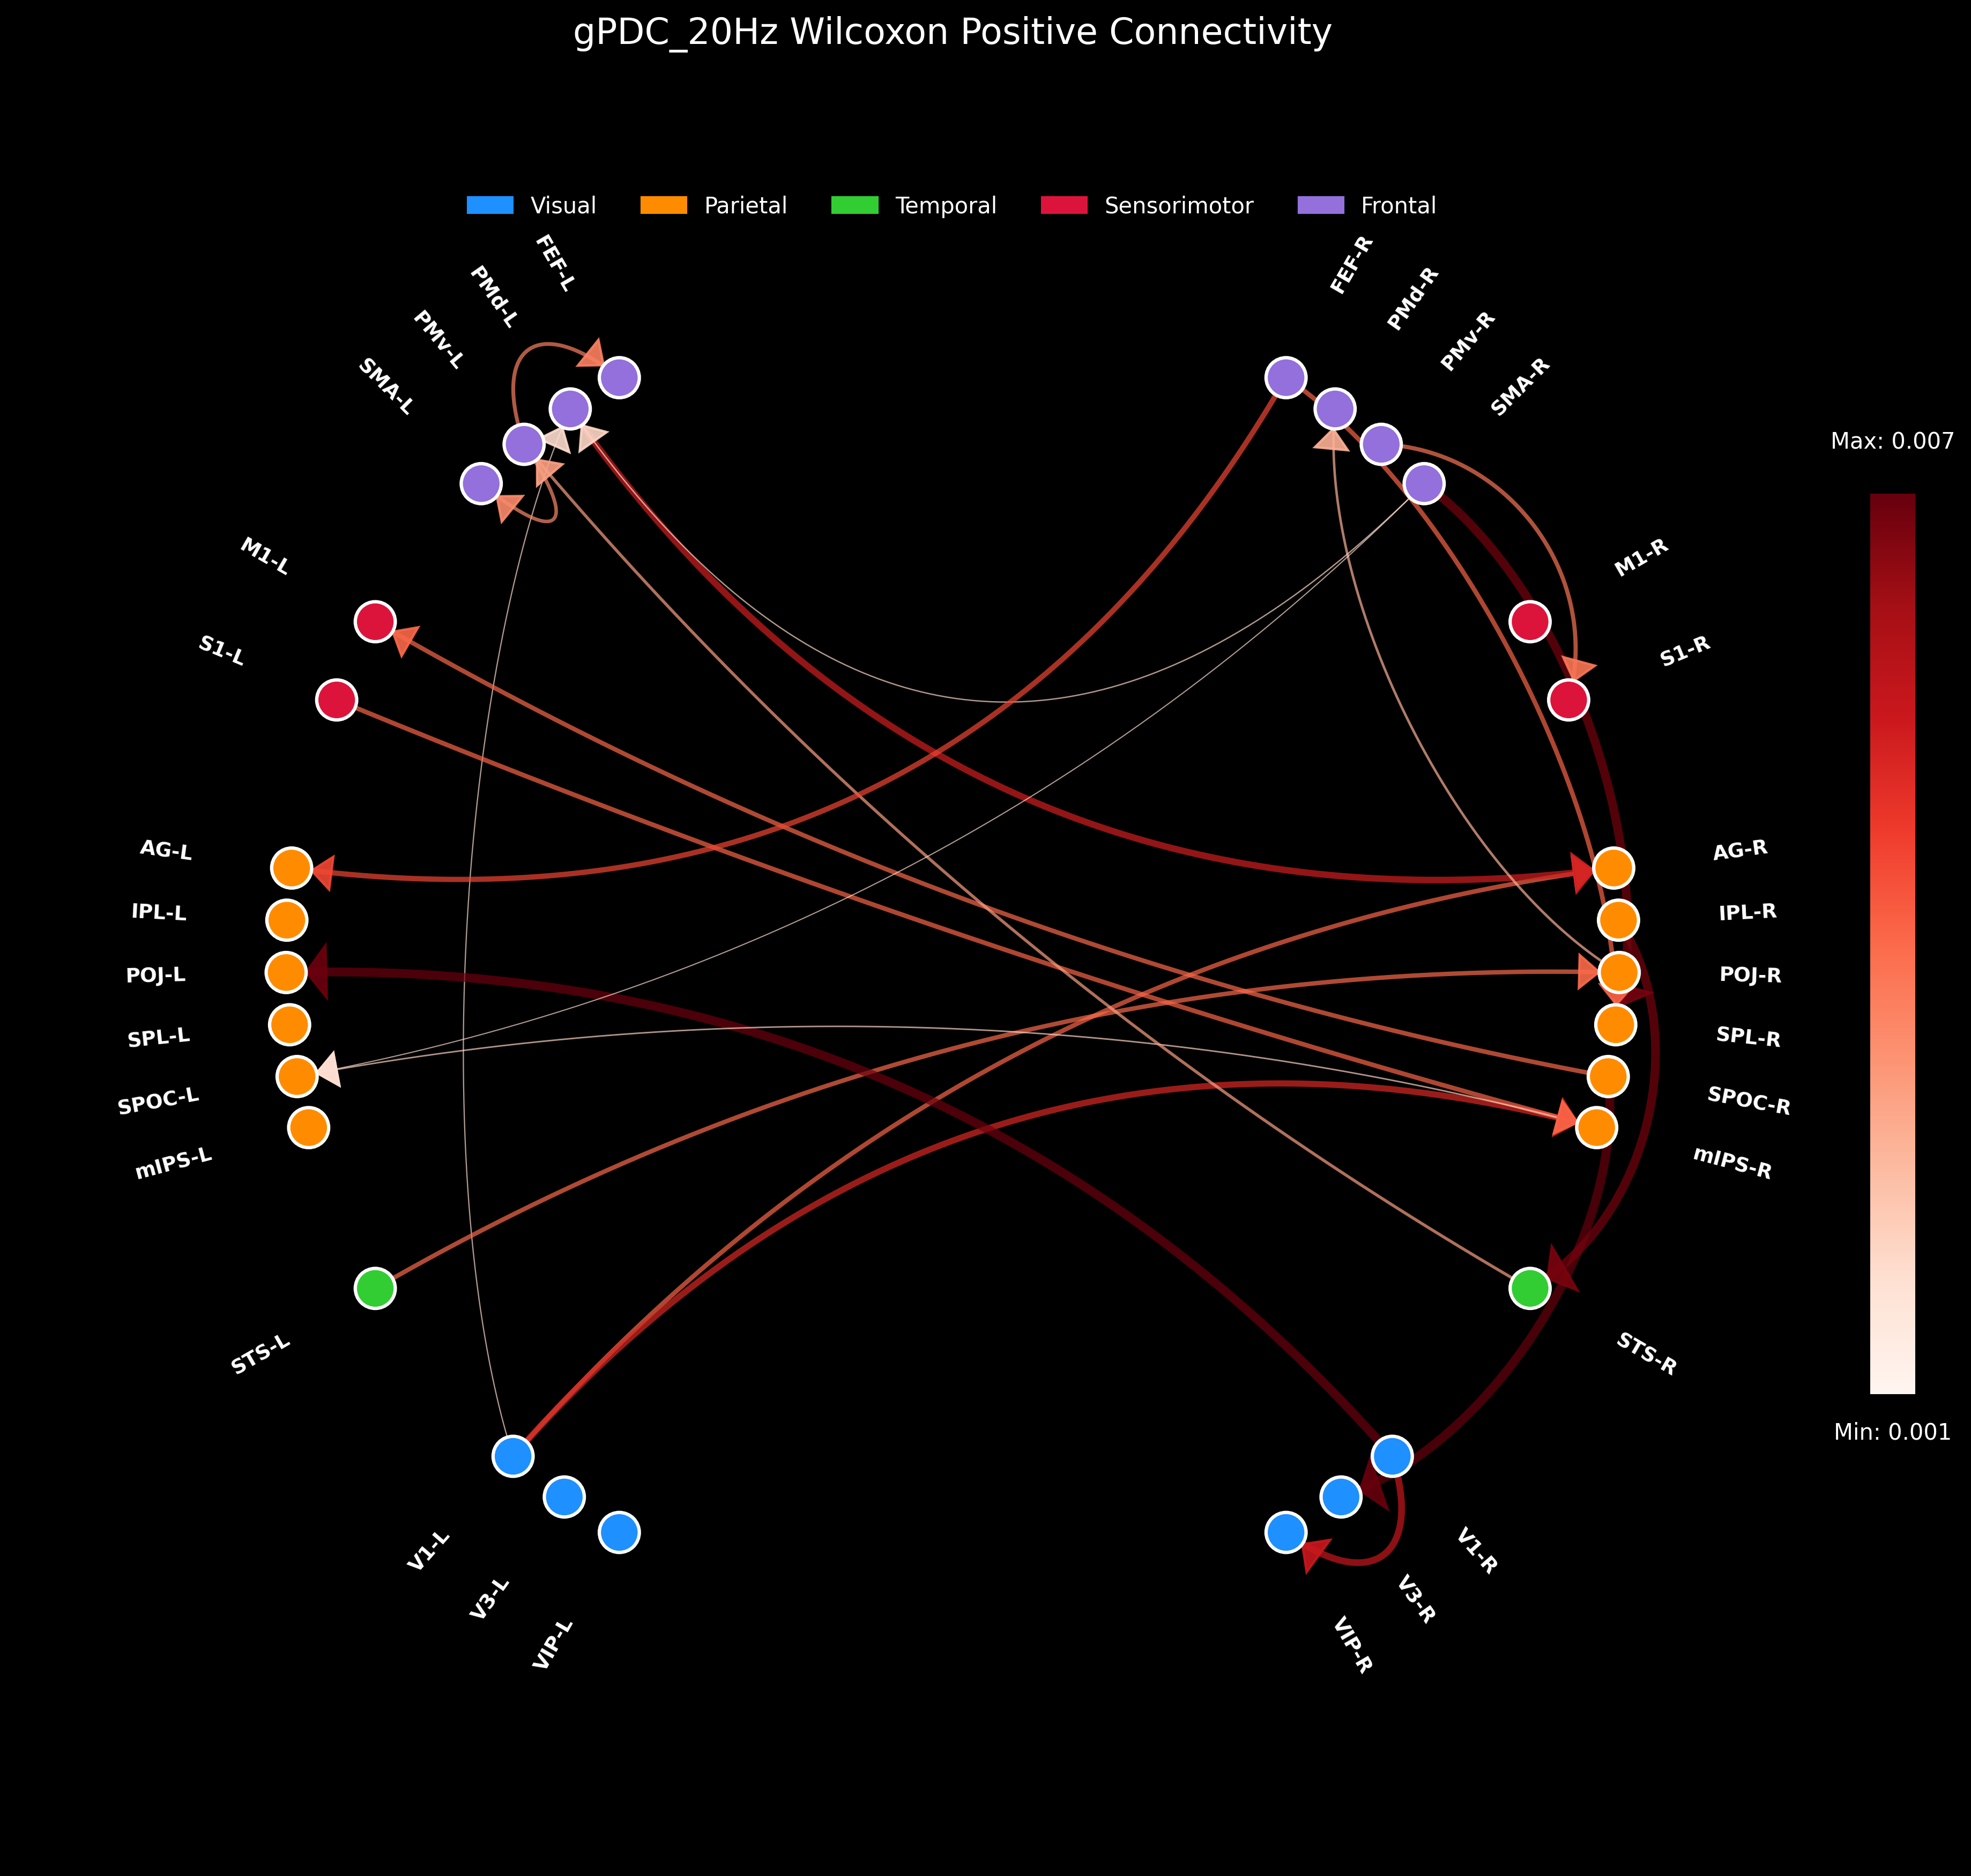 gPDC_20Hz Wilcoxon Positive Connectivity
Visual
Parietal
Temporal
Sensorimotor
Frontal
FEF-L
PMd-L
PMv-L
SMA-L
M1-L
S1-L
AG-L
IPL-L
POJ-L
SPL-L
SPOC-L
mIPS-L
STS-L
V1-L
V3-L
VIP-L
FEF-R
PMd-R
PMv-R
SMA-R
M1-R
S1-R
AG-R
IPL-R
POJ-R
SPL-R
SPOC-R
mIPS-R
STS-R
V1-R
V3-R
VIP-R
Max: 0.007
Min: 0.001